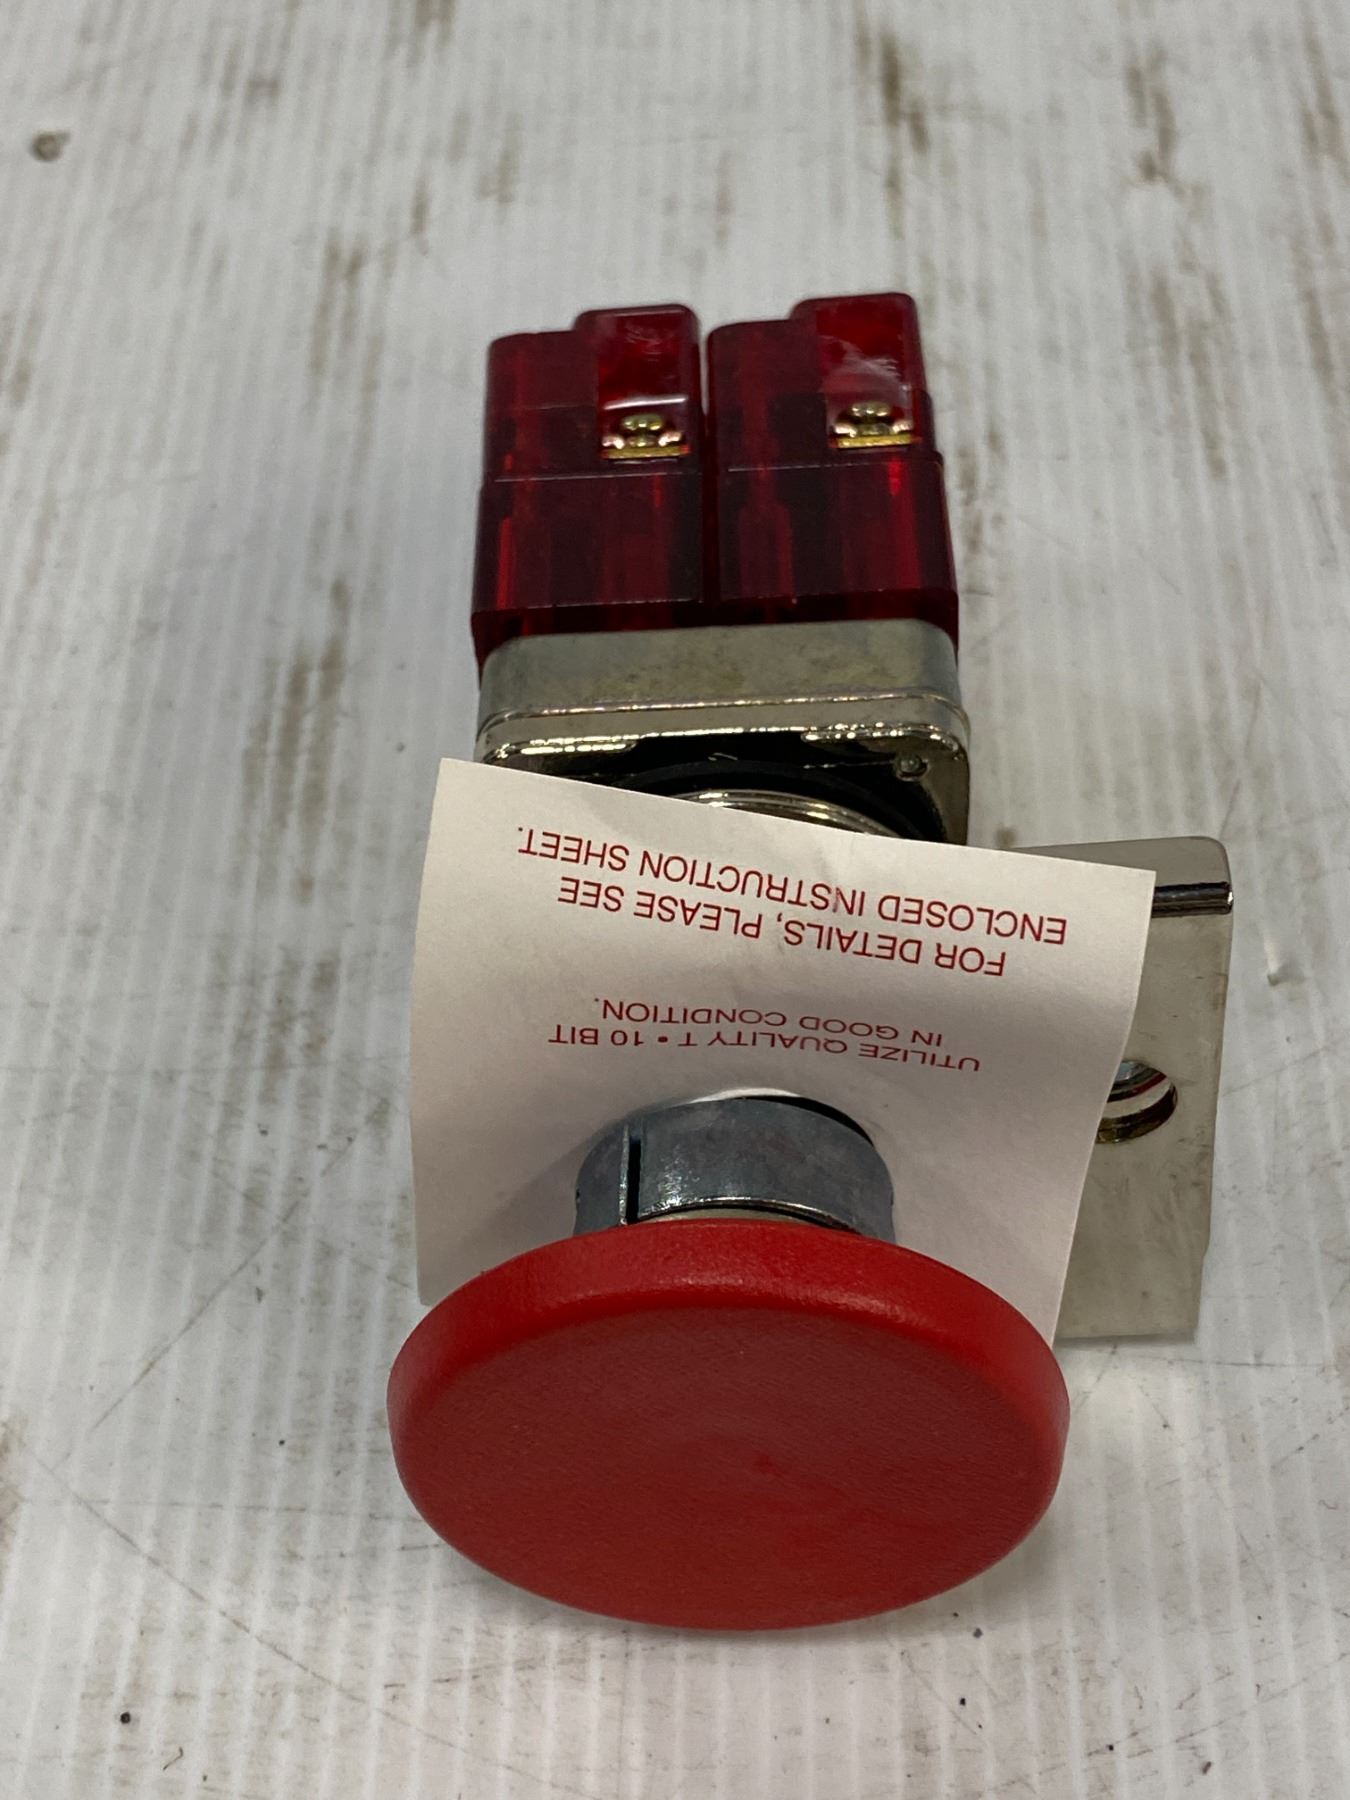 UTILIZE QUALITY T • 10 BIT
IN GOOD CONDITION.
FOR DETAILS, PLEASE SEE
ENCLOSED INSTRUCTION SHEET.